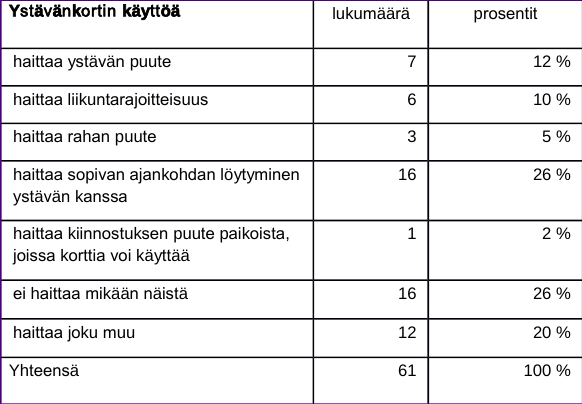 Ystävänkortin käyttöä lukumäärä prosentit
haittaa ystävän puute 7 12 %
haittaa liikuntarajoitteisuus 6 10 %
haittaa rahan puute 3 5 %
haittaa sopivan ajankohdan löytyminen 16 26 %
ystävän kanssa
haittaa kiinnostuksen puute paikoista, 1 2 %
joissa korttia voi käyttää
ei haittaa mikään näistä 16 26 %
haittaa joku muu 12 20 %
Yhteensä 61 100 %